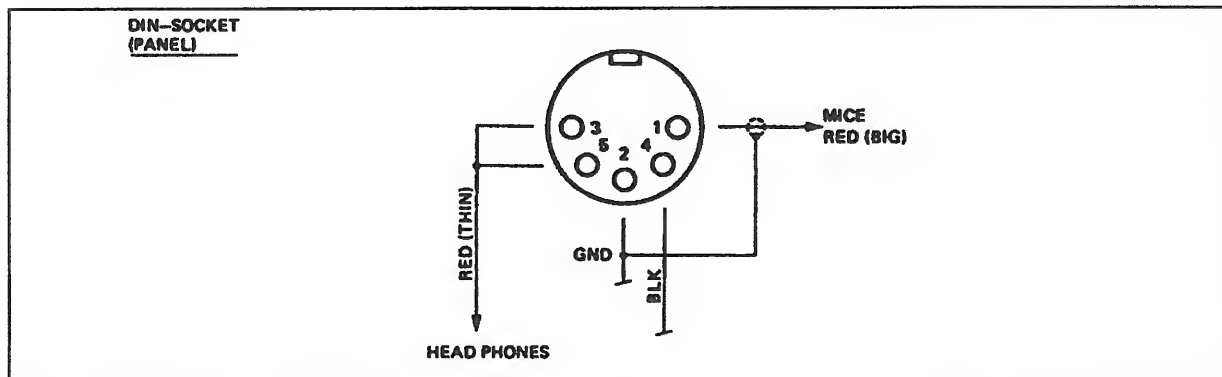 DIN-SOCKET
(PANEL)
3
1
5
2
4
MICE
RED (BIG)
RED (THIN)
GND
BLK
HEAD PHONES